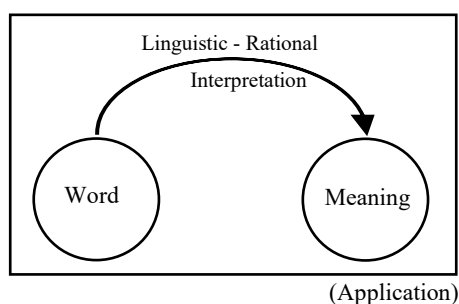 Linguistic - Rational
Interpretation
Word
Meaning
(Application)